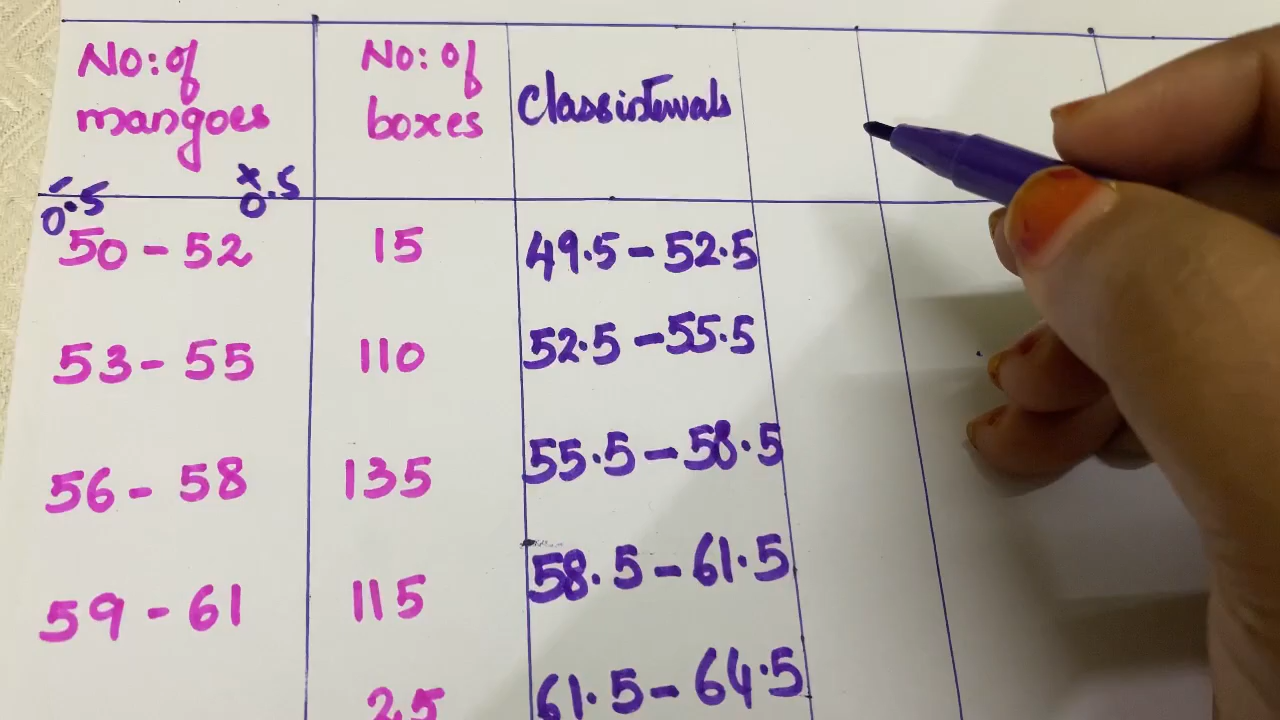 No: of mangoes No: of boxes Class intervals
-0.5 +0.5
50 - 52 15 49.5 - 52.5
53 - 55 110 52.5 - 55.5
56 - 58 135 55.5 - 58.5
59 - 61 115 58.5 - 61.5
25 61.5 - 64.5